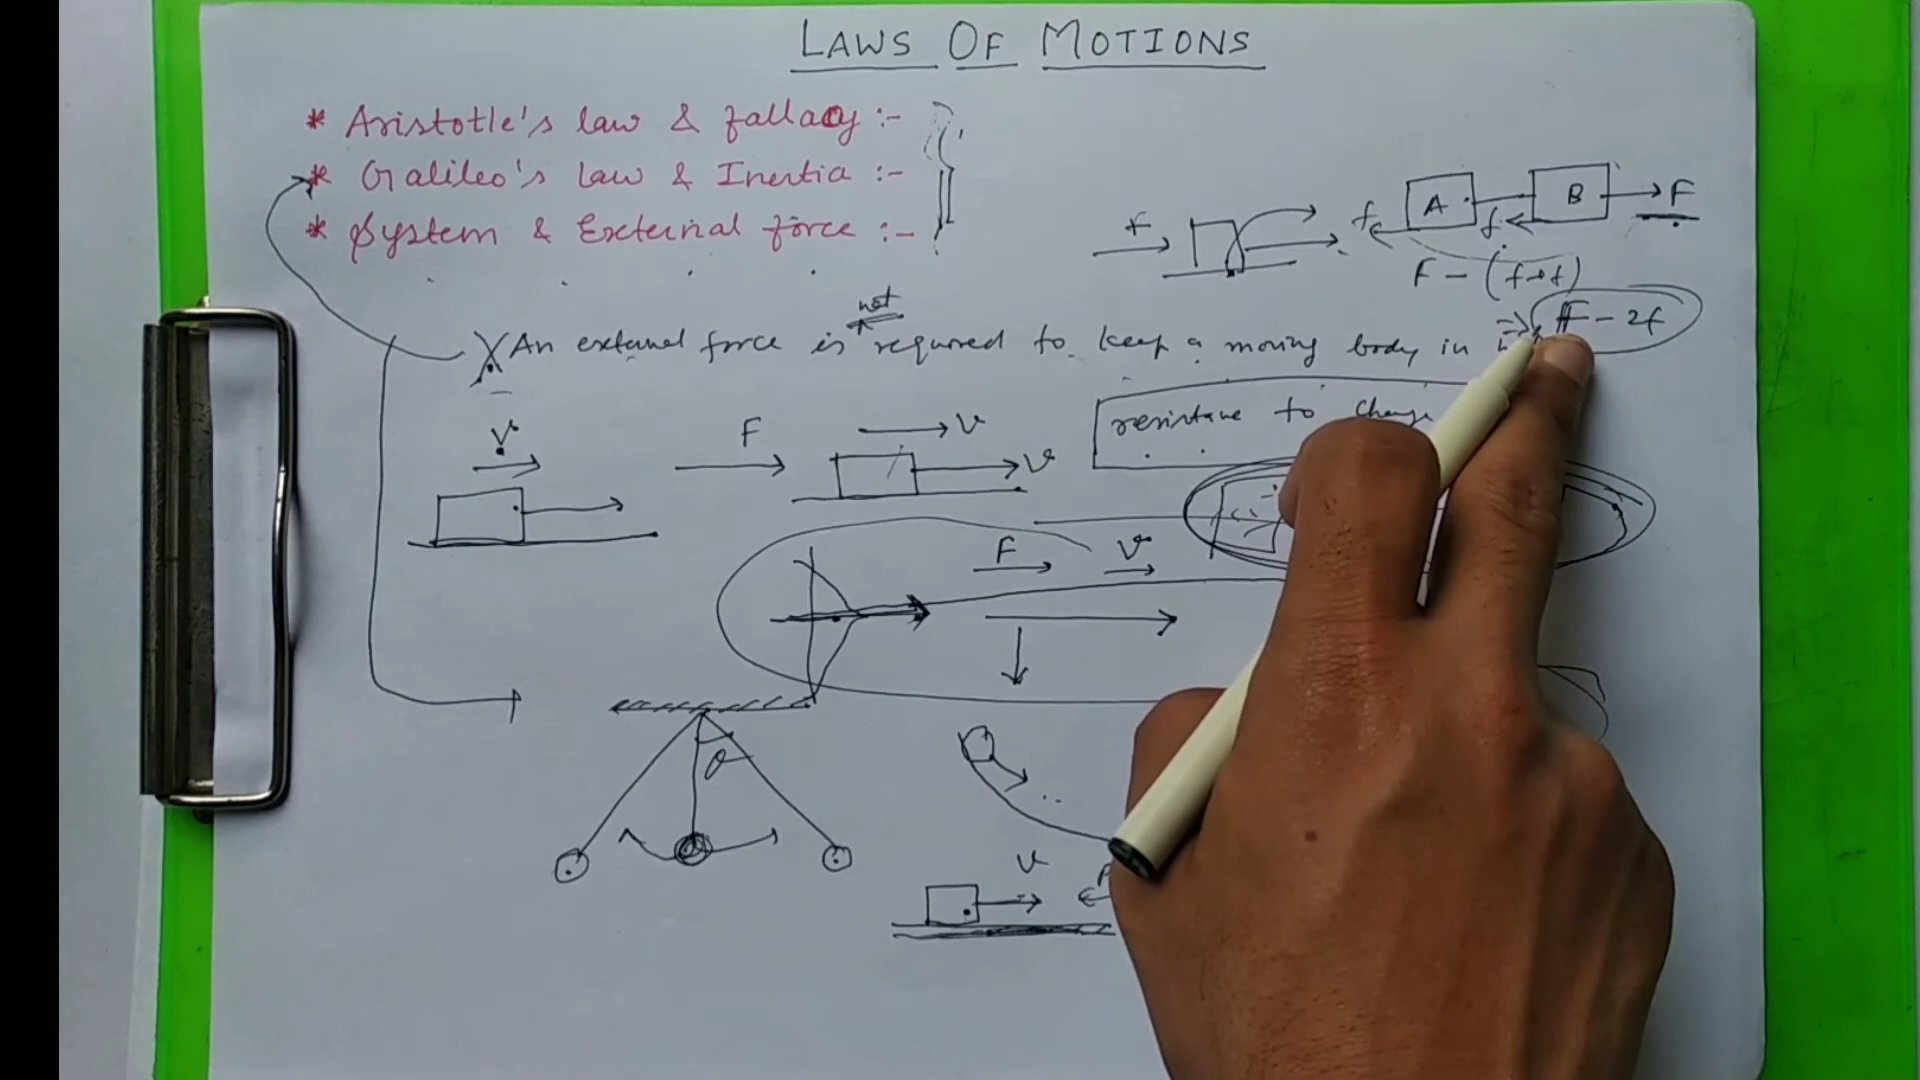 LAWS OF MOTIONS
* Aristotle's law & fallacy :-
* Galileo's Law & Inertia :-
* System & External force :-
F
f A f B F
F - (f+f)
⇒ F - 2f
not
X An external force is required to keep a moving body in
resistance to change
V
F
v
v
F V
θ
v